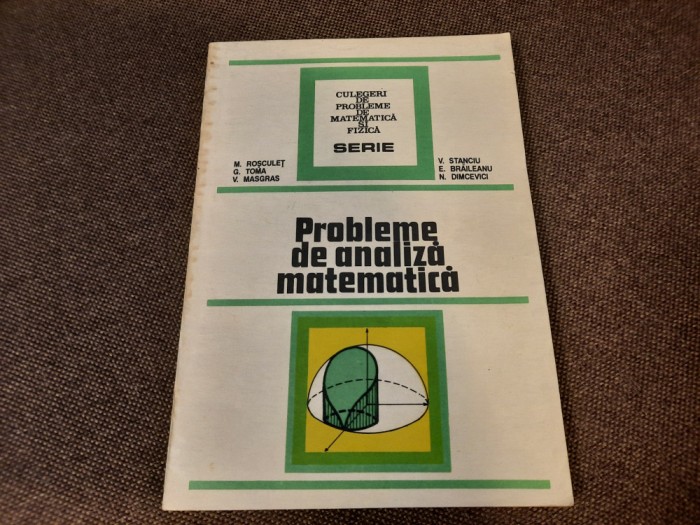 CULEGERI
DE
PROBLEME
DE
MATEMATICĂ
ȘI
FIZICĂ
SERIE
M. ROȘCULEȚ
G. TOMA
V. MASGRAS
V. STANCIU
E. BRĂILEANU
N. DIMCEVICI
Probleme
de analiză
matematică